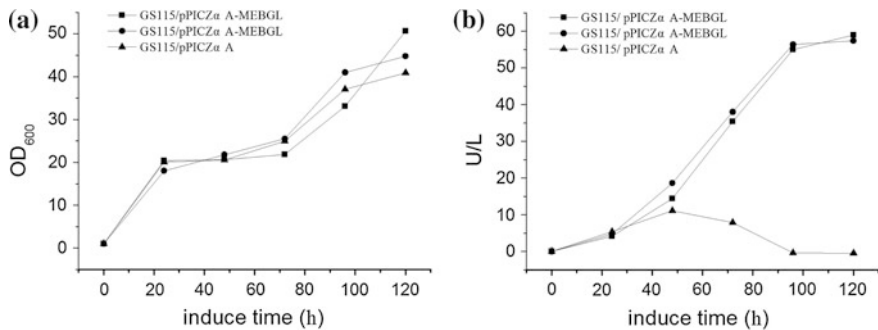 (a)
GS115/pPICZα A-MEBGL
GS115/pPICZα A-MEBGL
GS115/pPICZα A
50
40
30
20
10
0
OD600
0 20 40 60 80 100 120
induce time (h)
(b)
GS115/ pPICZα A-MEBGL
GS115/ pPICZα A-MEBGL
GS115/ pPICZα A
60
50
40
30
20
10
0
U/L
0 20 40 60 80 100 120
induce time (h)